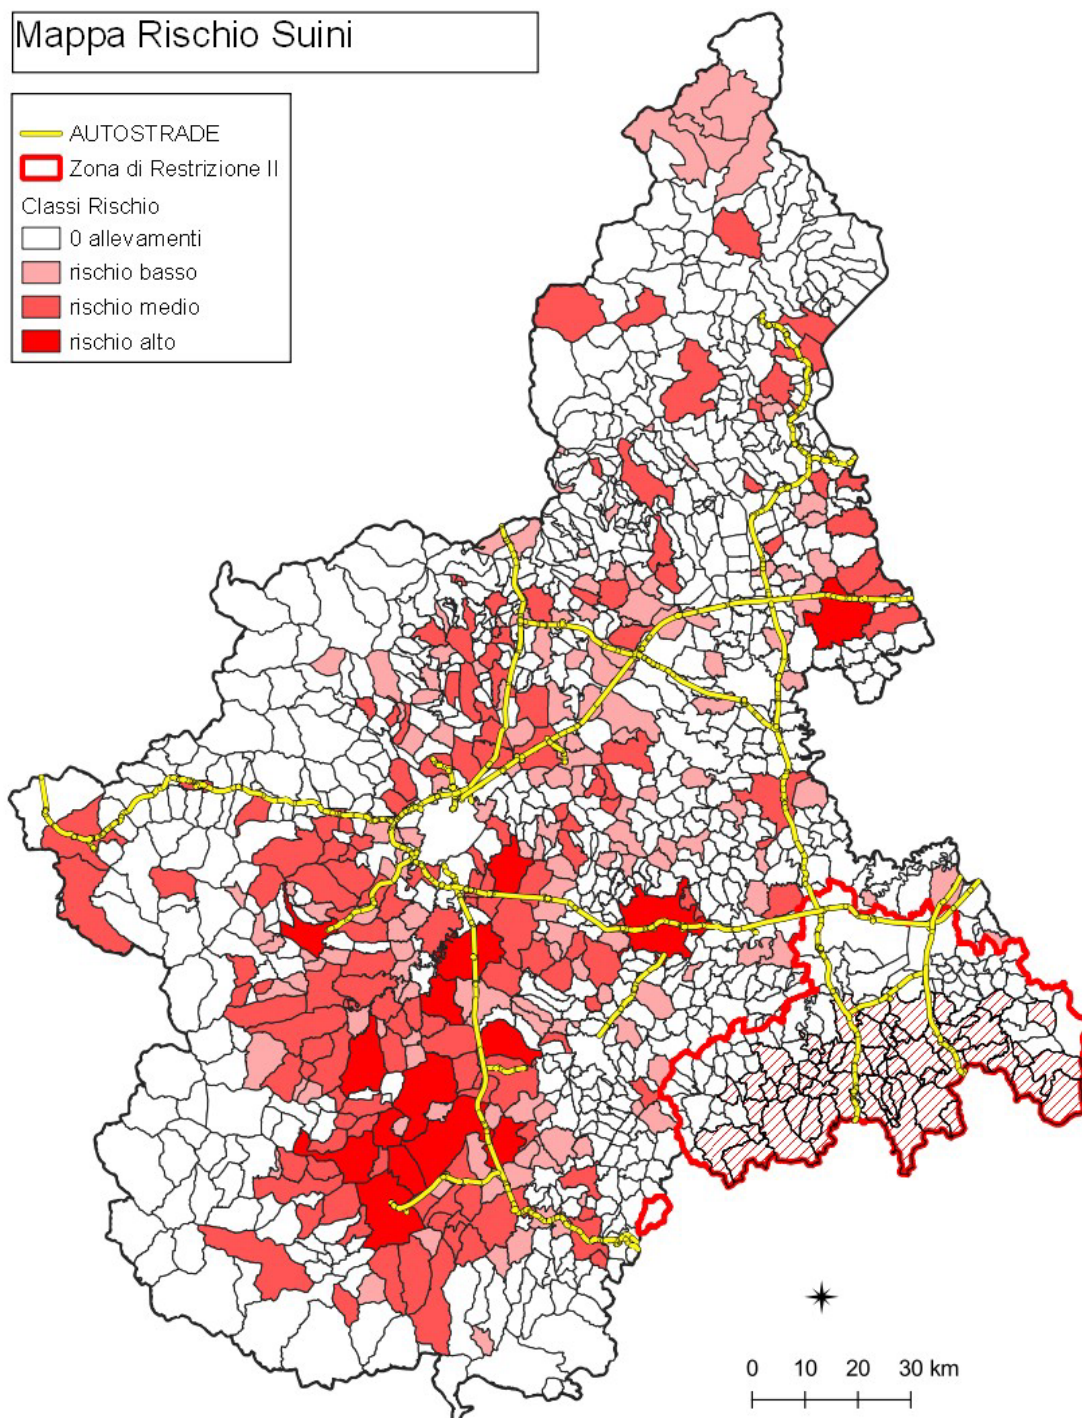 Mappa Rischio Suini
AUTOSTRADE
Zona di Restrizione II
Classi Rischio
0 allevamenti
rischio basso
rischio medio
rischio alto
0 10 20 30 km